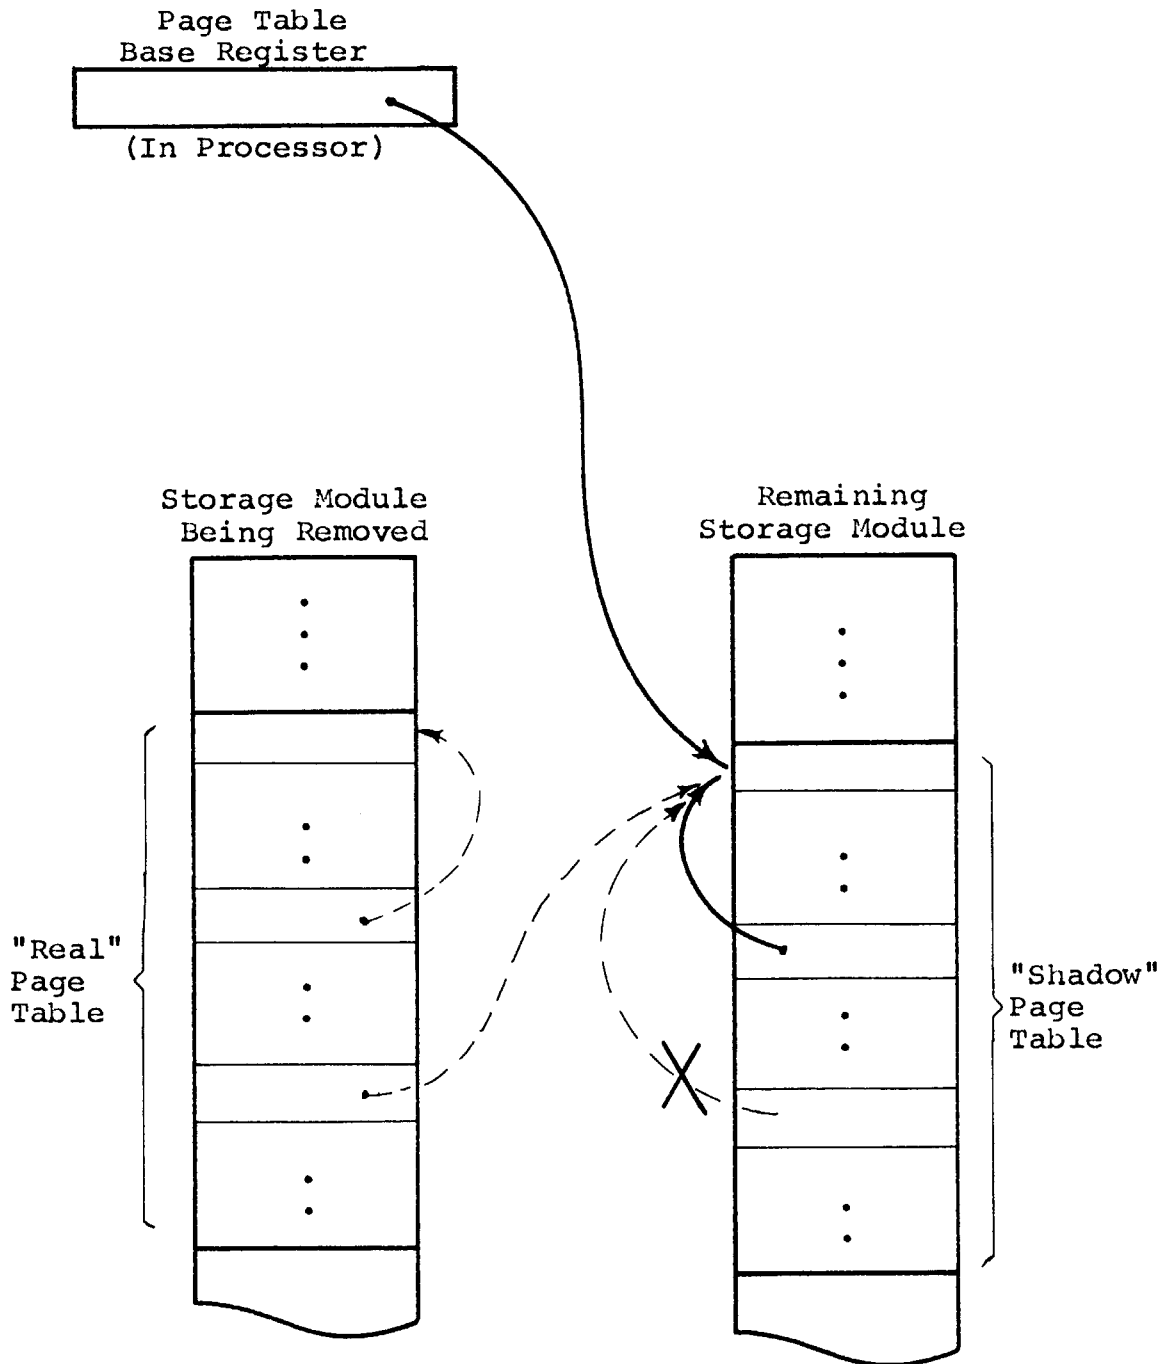 Page Table
Base Register
(In Processor)
Storage Module
Being Removed
Remaining
Storage Module
"Real"
Page
Table
"Shadow"
Page
Table